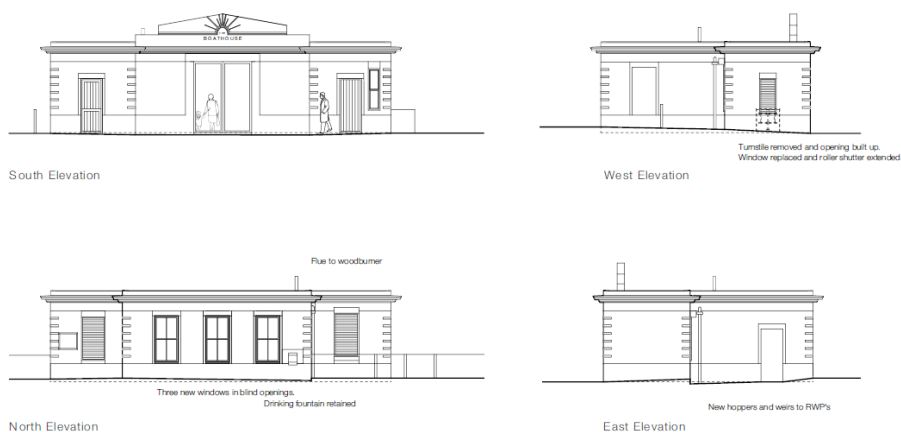 BOATHOUSE
South Elevation
Turnstile removed and opening built up.
Window replaced and roller shutter extended
West Elevation
Flue to woodburner
Three new windows in blind openings.
Drinking fountain retained
North Elevation
New hoppers and weirs to RWP's
East Elevation